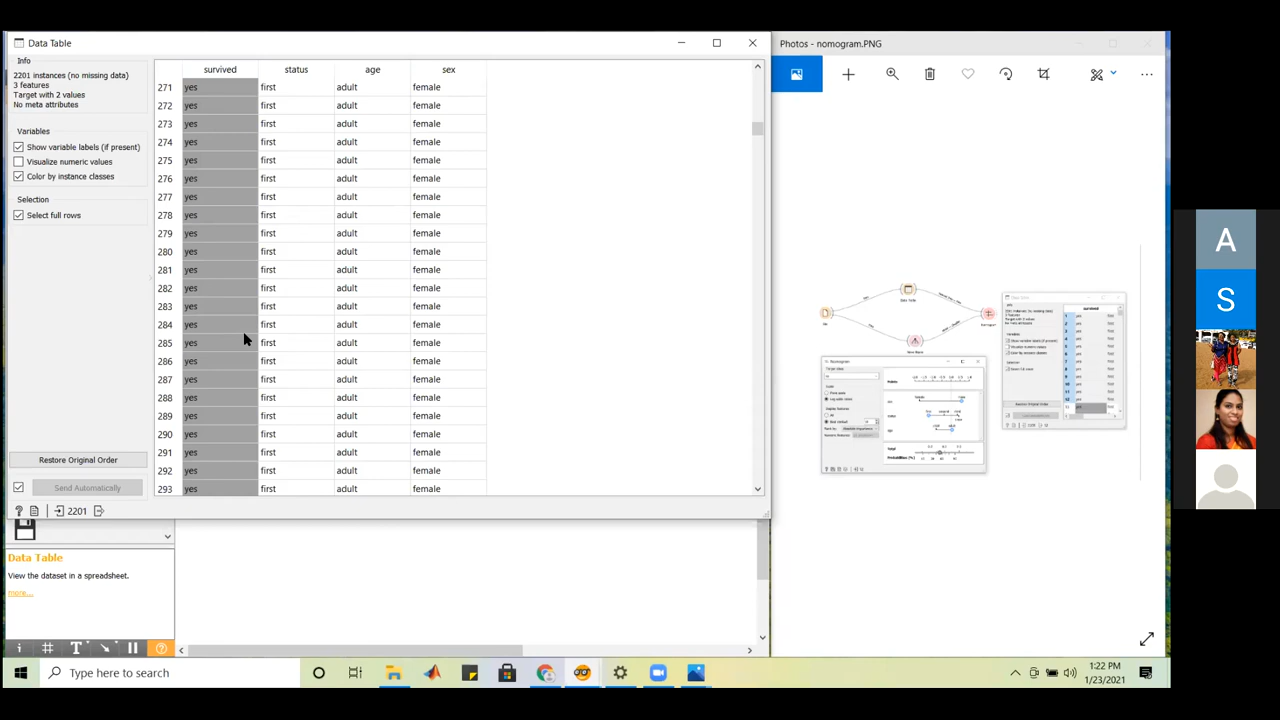 Data Table
Info
2201 instances (no missing data)
3 features
Target with 2 values
No meta attributes
Variables
Show variable labels (if present)
Visualize numeric values
Color by instance classes
Selection
Select full rows
Restore Original Order
Send Automatically
2201
survived status age sex
271 yes first adult female
272 yes first adult female
273 yes first adult female
274 yes first adult female
275 yes first adult female
276 yes first adult female
277 yes first adult female
278 yes first adult female
279 yes first adult female
280 yes first adult female
281 yes first adult female
282 yes first adult female
283 yes first adult female
284 yes first adult female
285 yes first adult female
286 yes first adult female
287 yes first adult female
288 yes first adult female
289 yes first adult female
290 yes first adult female
291 yes first adult female
292 yes first adult female
293 yes first adult female
Data Table
View the dataset in a spreadsheet.
more...
Photos - nomogram.PNG
Data Table
Nomogram
survived
Points
Restore Original Order
A
S
Type here to search
1:22 PM
1/23/2021